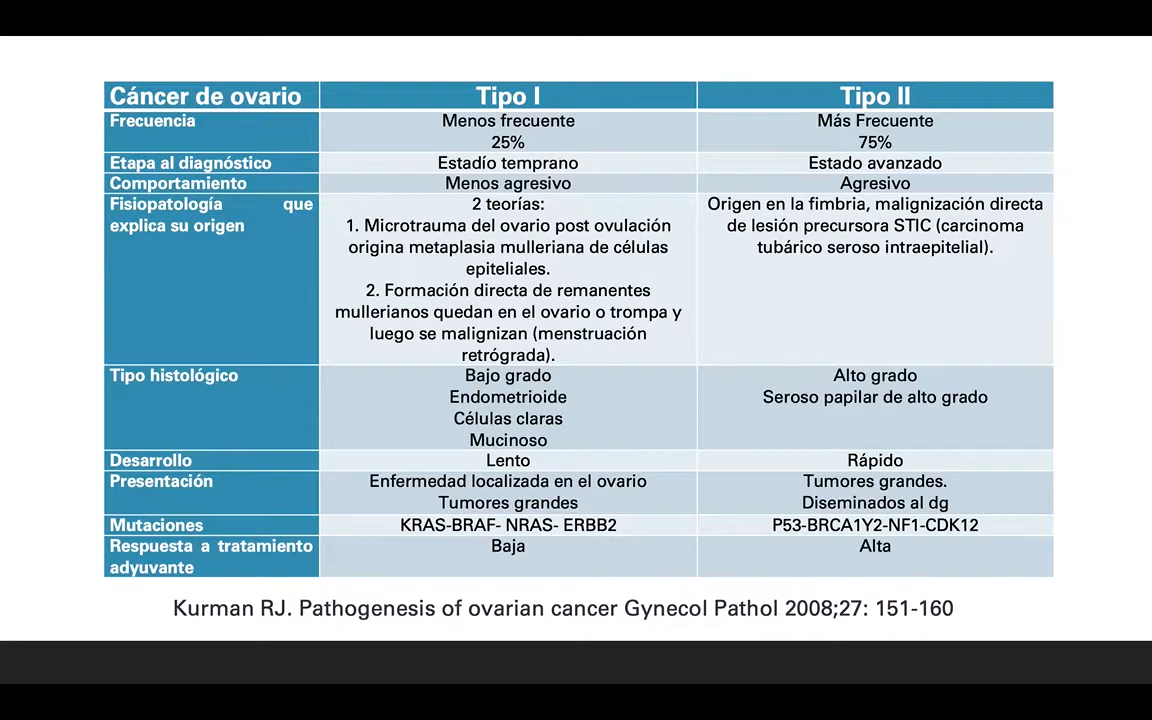 Cáncer de ovario Tipo I Tipo II
Frecuencia Menos frecuente Más Frecuente
25% 75%
Etapa al diagnóstico Estadío temprano Estado avanzado
Comportamiento Menos agresivo Agresivo
Fisiopatología que 2 teorías: Origen en la fimbria, malignización directa
explica su origen 1. Microtrauma del ovario post ovulación de lesión precursora STIC (carcinoma
origina metaplasia mulleriana de células tubárico seroso intraepitelial).
epiteliales.
2. Formación directa de remanentes
mullerianos quedan en el ovario o trompa y
luego se malignizan (menstruación
retrógrada).
Tipo histológico Bajo grado Alto grado
Endometrioide Seroso papilar de alto grado
Células claras
Mucinoso
Desarrollo Lento Rápido
Presentación Enfermedad localizada en el ovario Tumores grandes.
Tumores grandes Diseminados al dg
Mutaciones KRAS-BRAF- NRAS- ERBB2 P53-BRCA1Y2-NF1-CDK12
Respuesta a tratamiento Baja Alta
adyuvante
Kurman RJ. Pathogenesis of ovarian cancer Gynecol Pathol 2008;27: 151-160